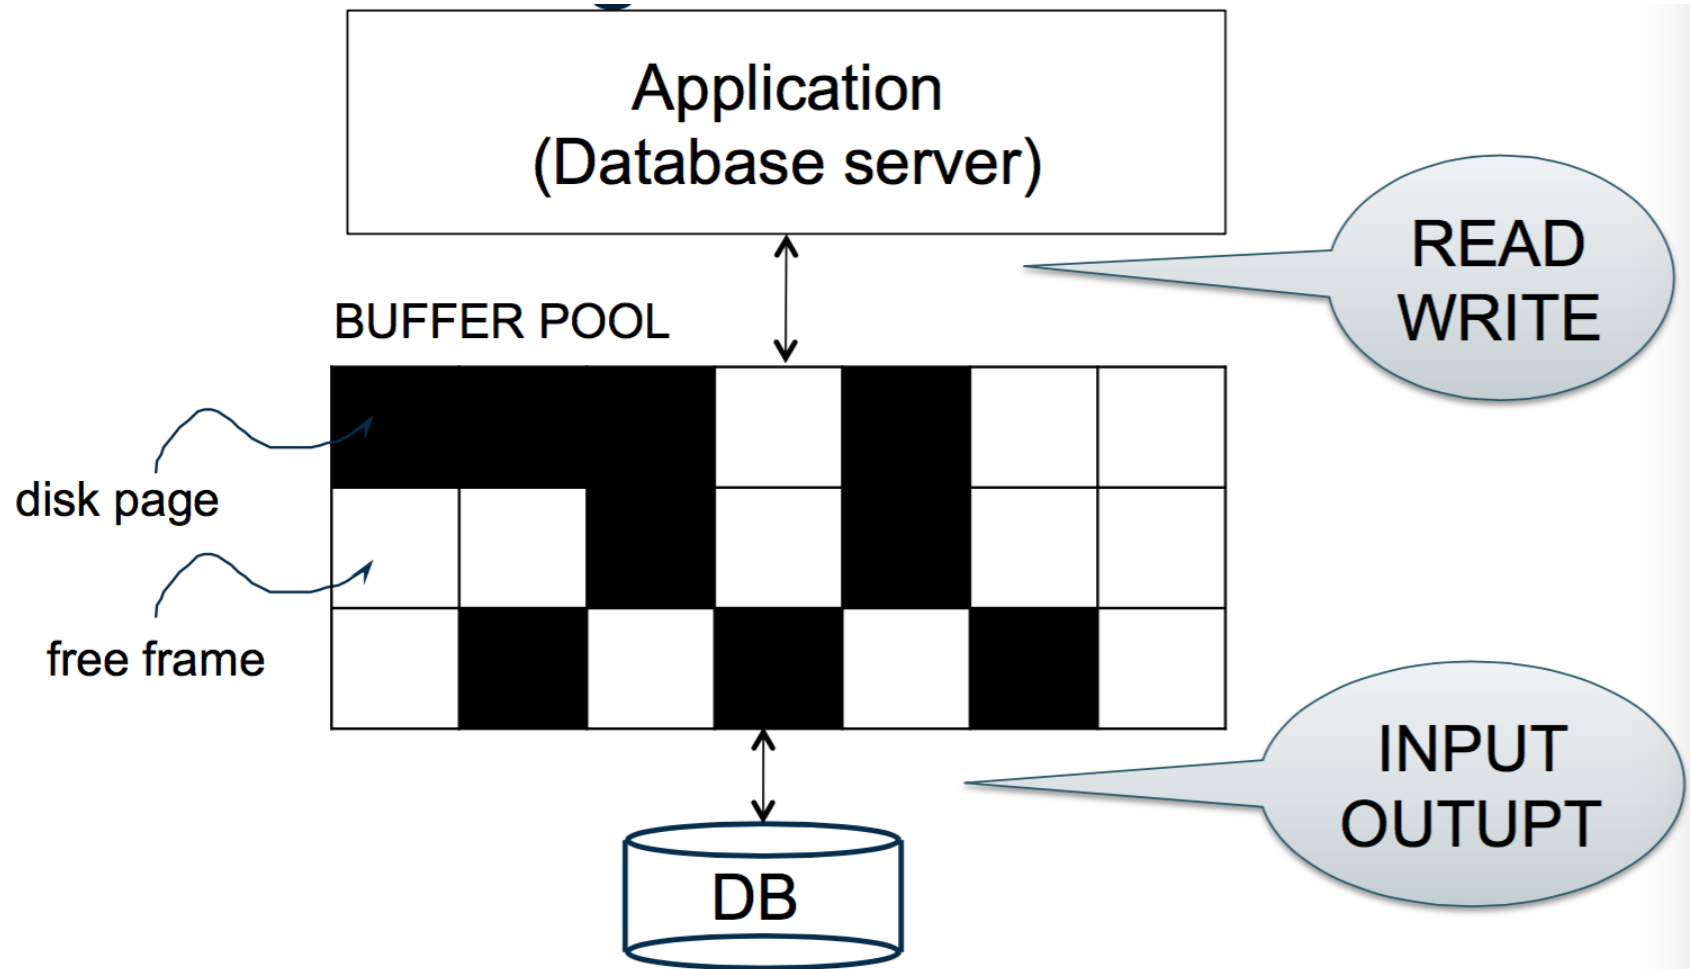 Application
(Database server)
READ
WRITE
BUFFER POOL
disk page
free frame
INPUT
OUTUPT
DB